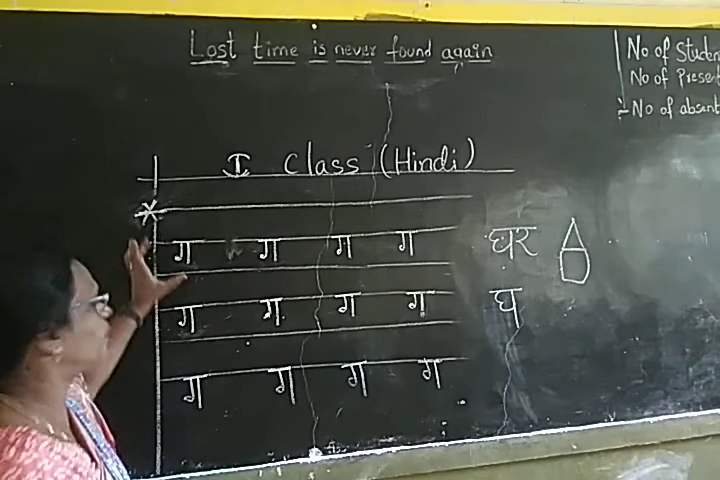 Lost time is never found again
No of Studen
No of Present
No of absent
I Class (Hindi)
ग ग ग ग घर
ग ग ग ग घ
ग ग ग ग